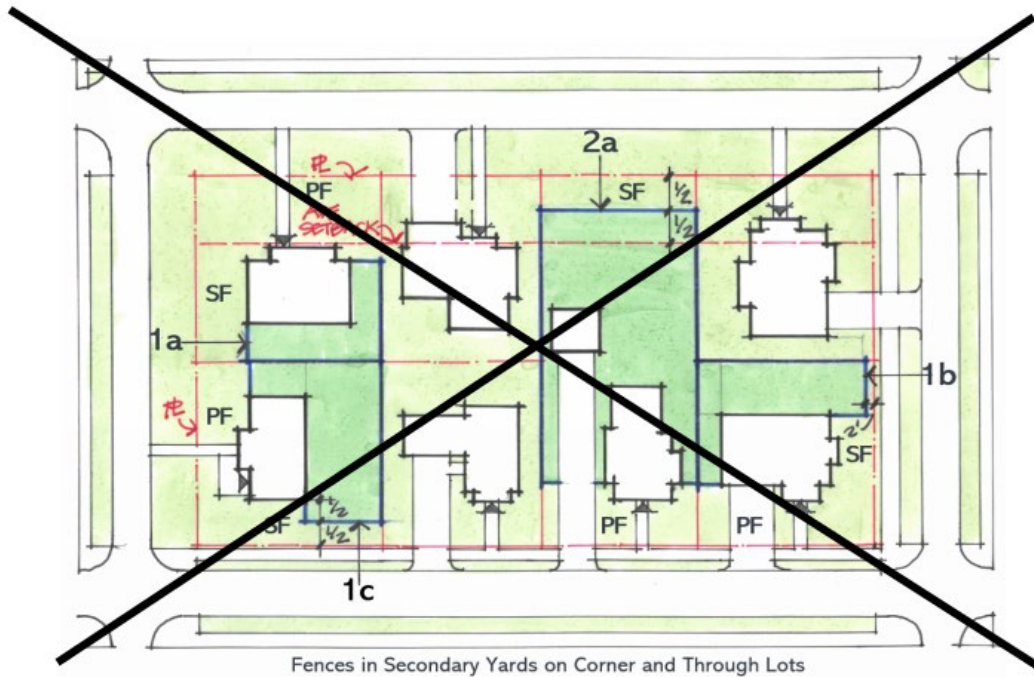 2a
PL
PF
SF
1/2
AVE
SETBACK
1/2
SF
1a
1b
PL
PF
2'
SF
1/2
SF
1/2
PF
PF
1c
Fences in Secondary Yards on Corner and Through Lots